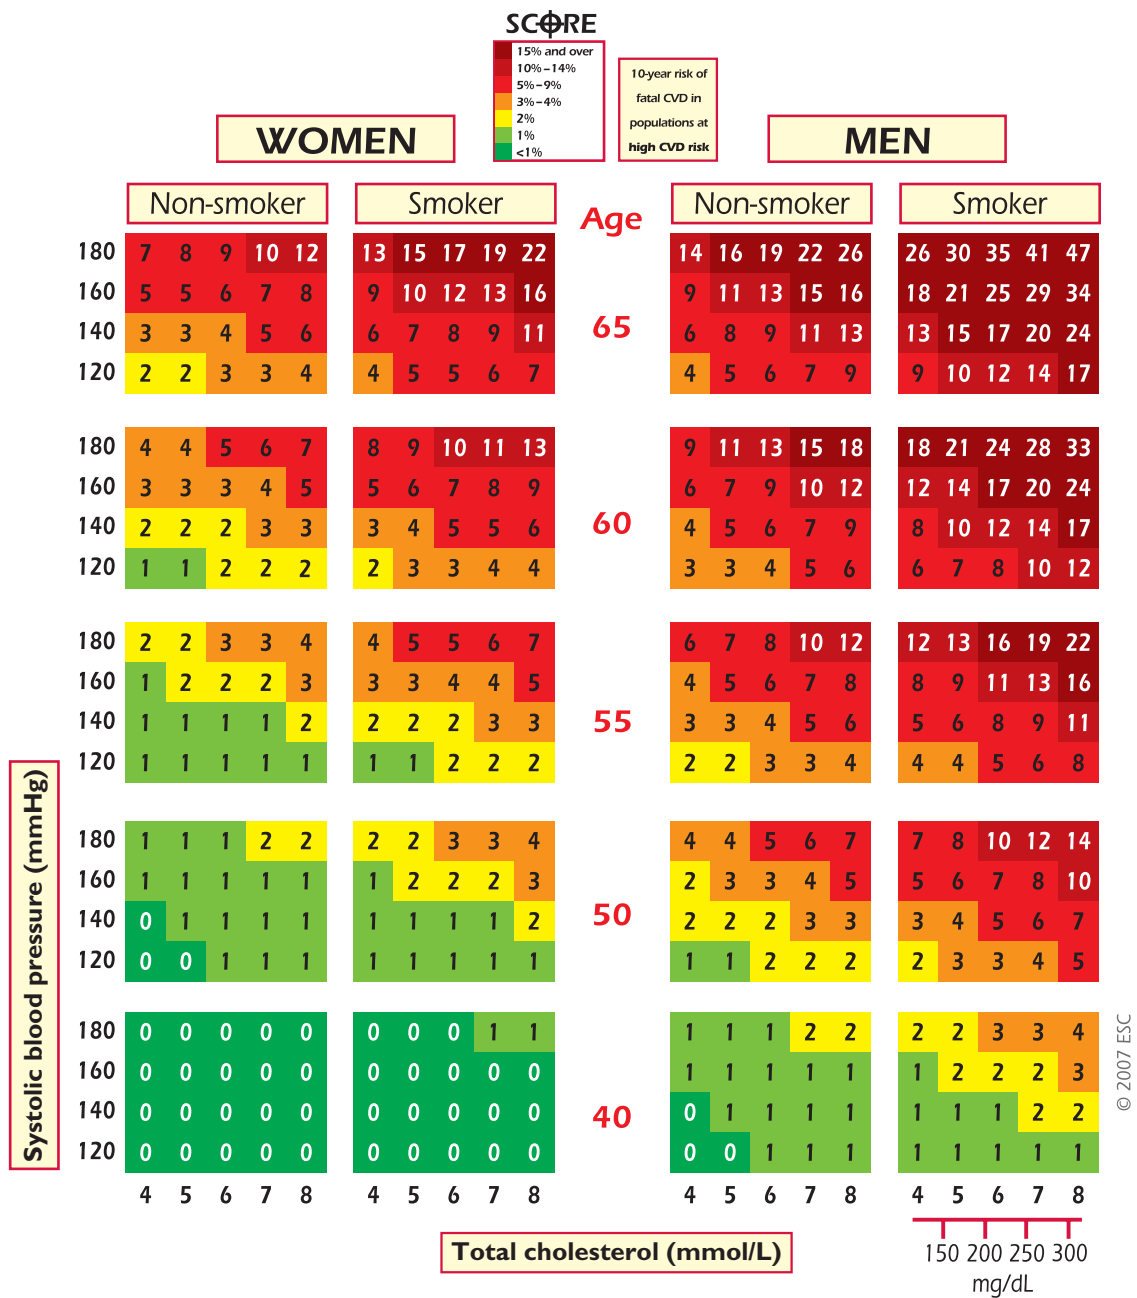 SCORE
15% and over
10%–14%
5%–9%
3%–4%
2%
1%
<1%
10-year risk of
fatal CVD in
populations at
high CVD risk
WOMEN
MEN
Non-smoker Smoker Age Non-smoker Smoker
180 7 8 9 10 12 13 15 17 19 22 14 16 19 22 26 26 30 35 41 47
160 5 5 6 7 8 9 10 12 13 16 9 11 13 15 16 18 21 25 29 34
65
140 3 3 4 5 6 6 7 8 9 11 6 8 9 11 13 13 15 17 20 24
120 2 2 3 3 4 4 5 5 6 7 4 5 6 7 9 9 10 12 14 17
180 4 4 5 6 7 8 9 10 11 13 9 11 13 15 18 18 21 24 28 33
160 3 3 3 4 5 5 6 7 8 9 6 7 9 10 12 12 14 17 20 24
60
140 2 2 2 3 3 3 4 5 5 6 4 5 6 7 9 8 10 12 14 17
120 1 1 2 2 2 2 3 3 4 4 3 3 4 5 6 6 7 8 10 12
180 2 2 3 3 4 4 5 5 6 7 6 7 8 10 12 12 13 16 19 22
160 1 2 2 2 3 3 3 4 4 5 4 5 6 7 8 8 9 11 13 16
55
140 1 1 1 1 2 2 2 2 3 3 3 3 4 5 6 5 6 8 9 11
120 1 1 1 1 1 1 1 2 2 2 2 2 3 3 4 4 4 5 6 8
180 1 1 1 2 2 2 2 3 3 4 4 4 5 6 7 7 8 10 12 14
160 1 1 1 1 1 1 2 2 2 3 2 3 3 4 5 5 6 7 8 10
50
140 0 1 1 1 1 1 1 1 1 2 2 2 2 3 3 3 4 5 6 7
120 0 0 1 1 1 1 1 1 1 1 1 1 2 2 2 2 3 3 4 5
180 0 0 0 0 0 0 0 0 1 1 1 1 1 2 2 2 2 3 3 4
160 0 0 0 0 0 0 0 0 0 0 1 1 1 1 1 1 2 2 2 3
40
140 0 0 0 0 0 0 0 0 0 0 0 1 1 1 1 1 1 1 2 2
120 0 0 0 0 0 0 0 0 0 0 0 0 1 1 1 1 1 1 1 1
4 5 6 7 8 4 5 6 7 8 4 5 6 7 8 4 5 6 7 8
Systolic blood pressure (mmHg)
Total cholesterol (mmol/L)
150 200 250 300
mg/dL
© 2007 ESC